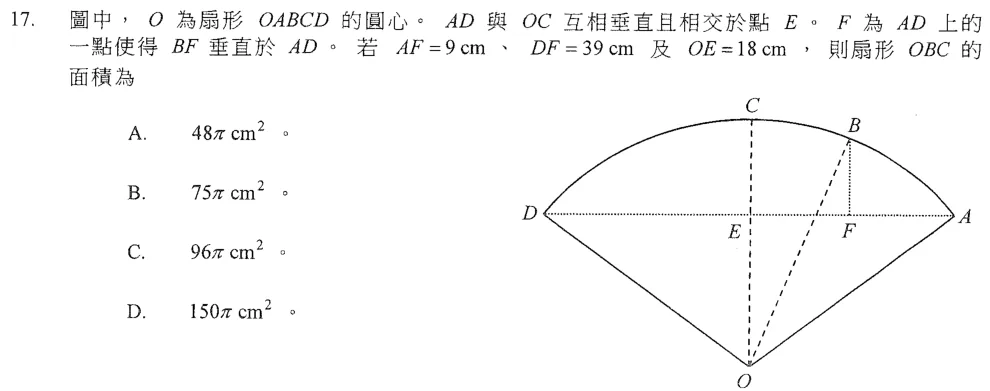 17. 圖中， O 為扇形 OABCD 的圓心。 AD 與 OC 互相垂直且相交於點 E 。 F 為 AD 上的
一點使得 BF 垂直於 AD 。 若 AF = 9 cm 、 DF = 39 cm 及 OE = 18 cm ， 則扇形 OBC 的
面積為
A. 48π cm² 。
B. 75π cm² 。
C. 96π cm² 。
D. 150π cm² 。
C
B
D
E
F
A
O